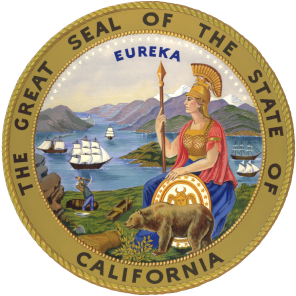 THE GREAT SEAL OF THE STATE OF CALIFORNIA
EUREKA